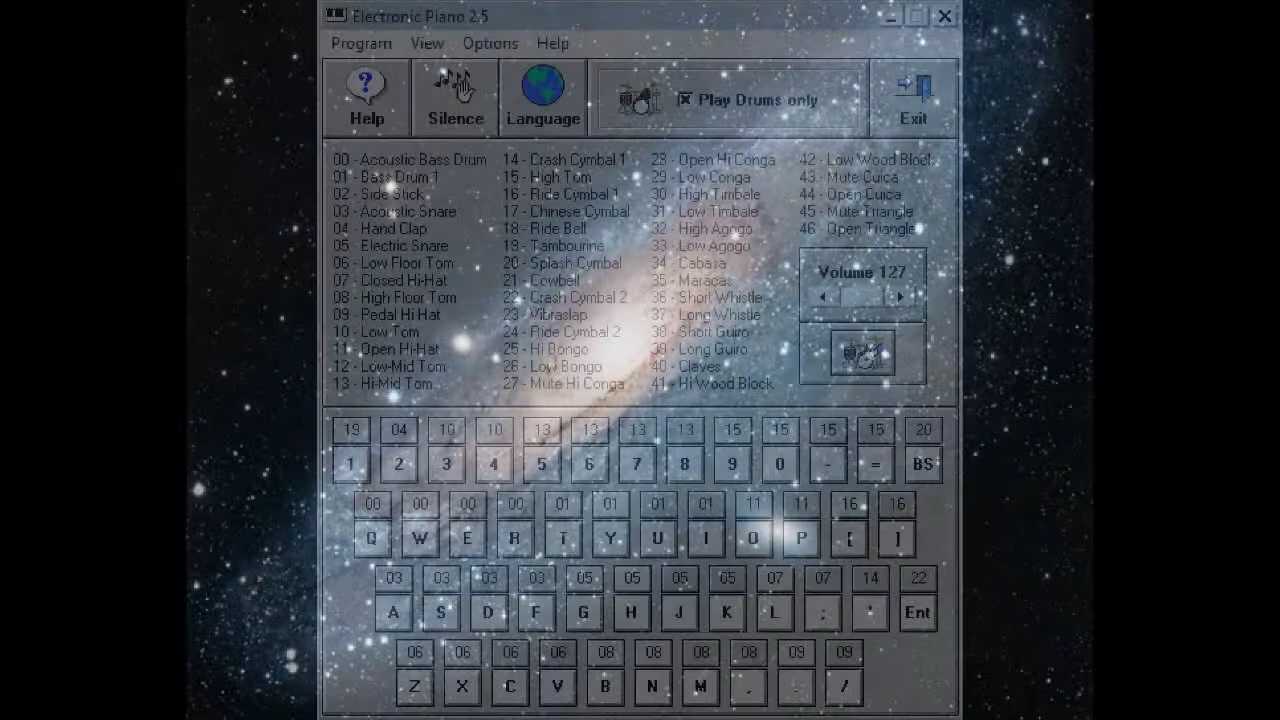 Electronic Piano 2.5
Program View Options Help
Help Silence Language Play Drums only Exit
00 - Acoustic Bass Drum 14 - Crash Cymbal 1 28 - Open Hi Conga 42 - Low Wood Block
01 - Bass Drum 1 15 - High Tom 29 - Low Conga 43 - Mute Cuica
02 - Side Stick 16 - Ride Cymbal 1 30 - High Timbale 44 - Open Cuica
03 - Acoustic Snare 17 - Chinese Cymbal 31 - Low Timbale 45 - Mute Triangle
04 - Hand Clap 18 - Ride Bell 32 - High Agogo 46 - Open Triangle
05 - Electric Snare 19 - Tambourine 33 - Low Agogo
06 - Low Floor Tom 20 - Splash Cymbal 34 - Cabasa
07 - Closed Hi-Hat 21 - Cowbell 35 - Maracas
08 - High Floor Tom 22 - Crash Cymbal 2 36 - Short Whistle
09 - Pedal Hi-Hat 23 - Vibraslap 37 - Long Whistle
10 - Low Tom 24 - Ride Cymbal 2 38 - Short Guiro
11 - Open Hi-Hat 25 - Hi Bongo 39 - Long Guiro
12 - Low-Mid Tom 26 - Low Bongo 40 - Claves
13 - Hi-Mid Tom 27 - Mute Hi Conga 41 - Hi Wood Block
Volume 127
19 04 10 10 13 13 13 13 15 15 15 15 20
1 2 3 4 5 6 7 8 9 0 - = BS
00 00 00 00 01 01 01 01 11 11 16 16
Q W E R T Y U I O P [ ]
03 03 03 03 05 05 05 05 07 07 14 22
A S D F G H J K L ; ' Ent
06 06 06 06 08 08 08 08 09 09
Z X C V B N M , . /